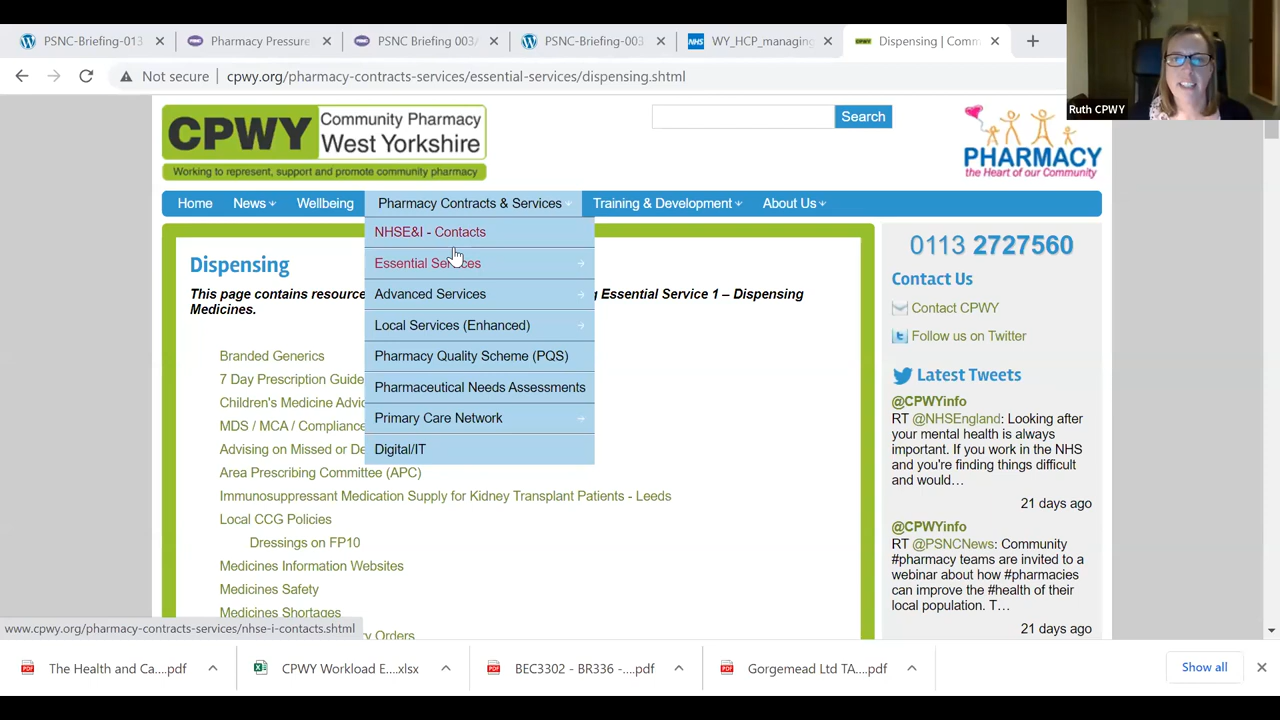 PSNC-Briefing-013
Pharmacy Pressure
PSNC Briefing 003/
PSNC-Briefing-003
NHS
WY_HCP_managing
Dispensing | Comm
Ruth CPWY
Not secure
cpwy.org/pharmacy-contracts-services/essential-services/dispensing.shtml
CPWY
Community Pharmacy
West Yorkshire
Working to represent, support and promote community pharmacy
Search
PHARMACY
the Heart of our Community
Home
News
Wellbeing
Pharmacy Contracts & Services
Training & Development
About Us
NHSE&I - Contacts
Essential Services
Advanced Services
Local Services (Enhanced)
Pharmacy Quality Scheme (PQS)
Pharmaceutical Needs Assessments
Primary Care Network
Digital/IT
Dispensing
This page contains resource
g Essential Service 1 – Dispensing
Medicines.
Branded Generics
7 Day Prescription Guide
Children's Medicine Advic
MDS / MCA / Compliance
Advising on Missed or De
Area Prescribing Committee (APC)
Immunosuppressant Medication Supply for Kidney Transplant Patients - Leeds
Local CCG Policies
Dressings on FP10
Medicines Information Websites
Medicines Safety
Medicines Shortages
ry Orders
0113 2727560
Contact Us
Contact CPWY
Follow us on Twitter
Latest Tweets
@CPWYinfo
RT @NHSEngland: Looking after
your mental health is always
important. If you work in the NHS
and you're finding things difficult
and would…
21 days ago
@CPWYinfo
RT @PSNCNews: Community
#pharmacy teams are invited to a
webinar about how #pharmacies
can improve the #health of their
local population. T…
21 days ago
www.cpwy.org/pharmacy-contracts-services/nhse-i-contacts.shtml
The Health and Ca....pdf
CPWY Workload E....xlsx
BEC3302 - BR336 -....pdf
Gorgemead Ltd TA....pdf
Show all